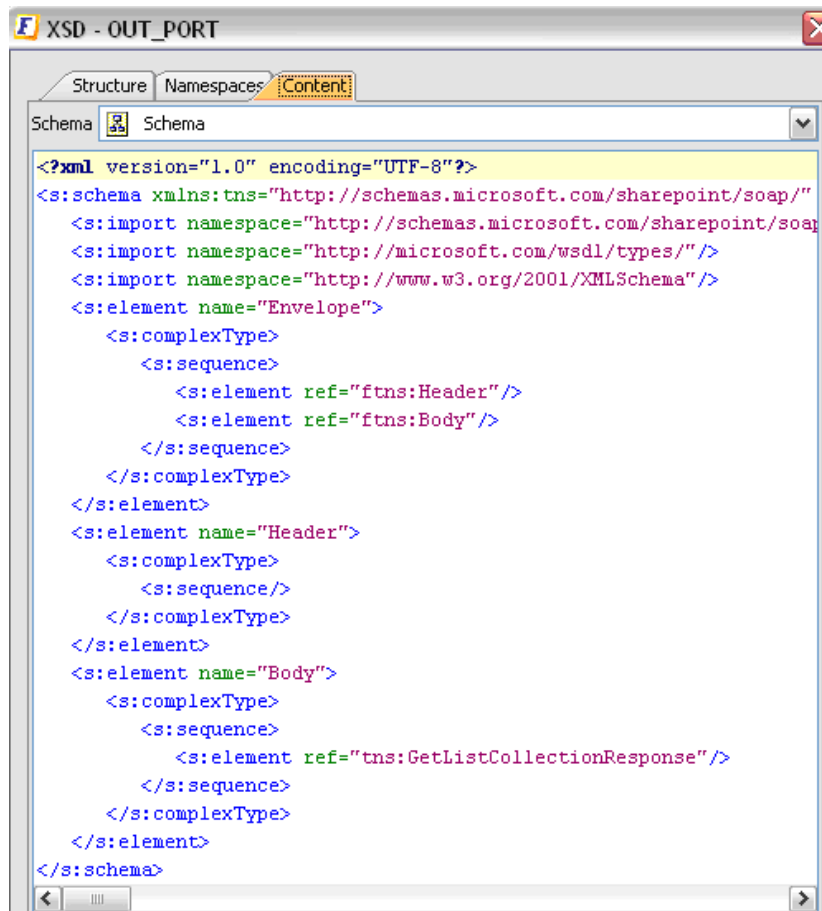 XSD - OUT_PORT
Structure Namespaces Content
Schema Schema
<?xml version="1.0" encoding="UTF-8"?>
<s:schema xmlns:tns="http://schemas.microsoft.com/sharepoint/soap/"
<s:import namespace="http://schemas.microsoft.com/sharepoint/soap
<s:import namespace="http://microsoft.com/wsdl/types/"/>
<s:import namespace="http://www.w3.org/2001/XMLSchema"/>
<s:element name="Envelope">
<s:complexType>
<s:sequence>
<s:element ref="ftns:Header"/>
<s:element ref="ftns:Body"/>
</s:sequence>
</s:complexType>
</s:element>
<s:element name="Header">
<s:complexType>
<s:sequence/>
</s:complexType>
</s:element>
<s:element name="Body">
<s:complexType>
<s:sequence>
<s:element ref="tns:GetListCollectionResponse"/>
</s:sequence>
</s:complexType>
</s:element>
</s:schema>